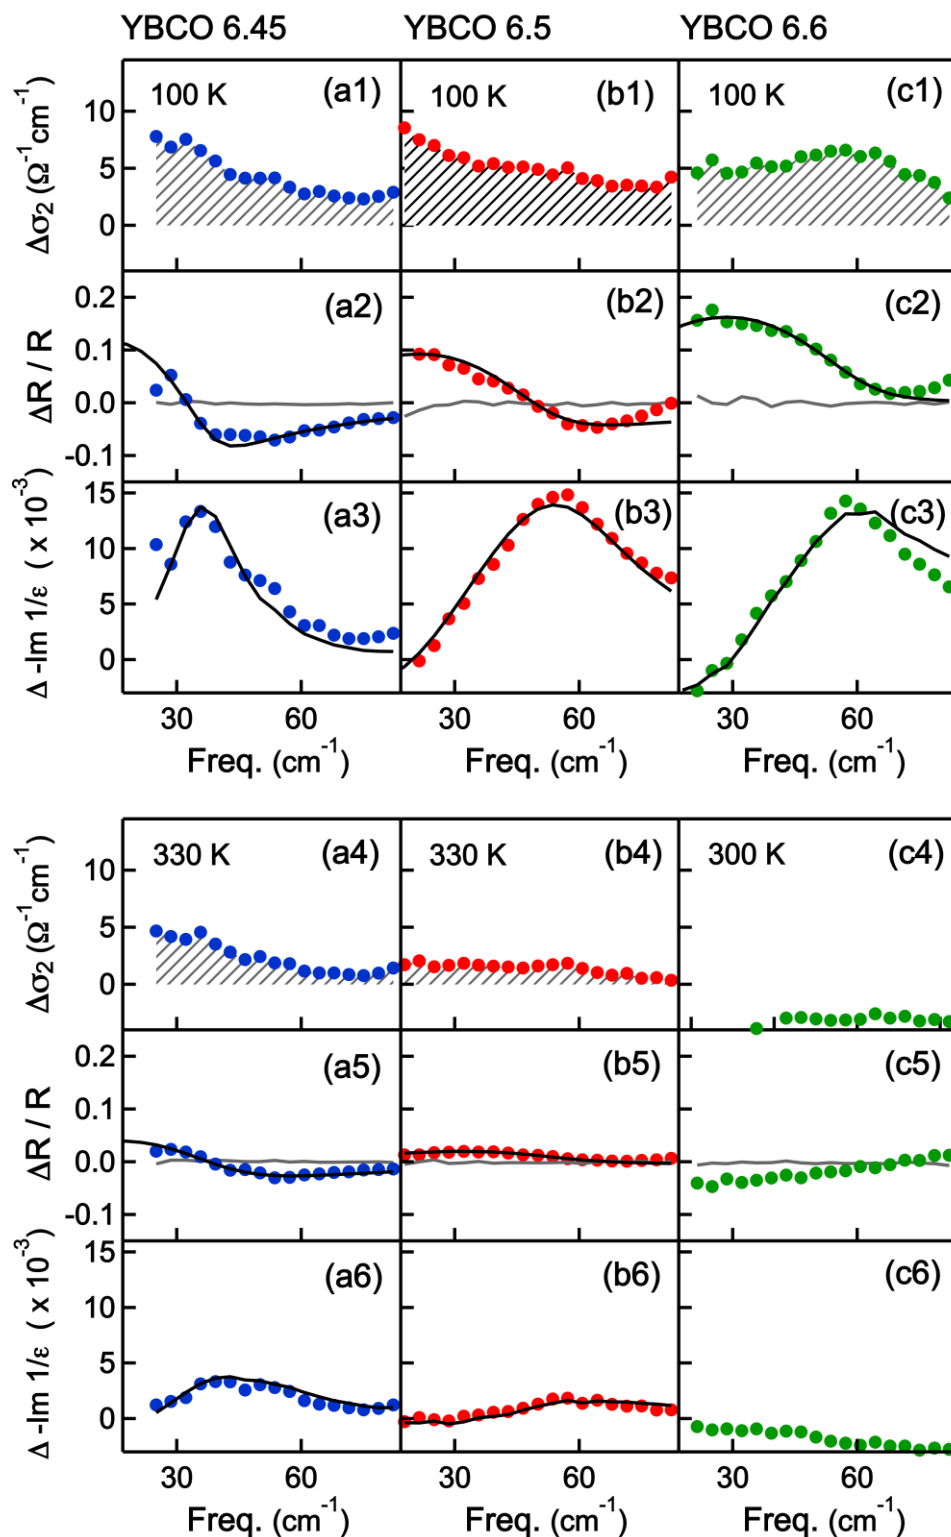 YBCO 6.45 YBCO 6.5 YBCO 6.6
Δσ₂ (Ω⁻¹cm⁻¹)
10
5
0
100 K (a1)
100 K (b1)
100 K (c1)
ΔR / R
0.2
0.1
0.0
-0.1
(a2)
(b2)
(c2)
Δ -Im 1/ε ( x 10⁻³)
15
10
5
0
(a3)
(b3)
(c3)
30 60 30 60 30 60
Freq. (cm⁻¹) Freq. (cm⁻¹) Freq. (cm⁻¹)
Δσ₂ (Ω⁻¹cm⁻¹)
10
5
0
330 K (a4)
330 K (b4)
300 K (c4)
ΔR / R
0.2
0.1
0.0
-0.1
(a5)
(b5)
(c5)
Δ -Im 1/ε ( x 10⁻³)
15
10
5
0
(a6)
(b6)
(c6)
30 60 30 60 30 60
Freq. (cm⁻¹) Freq. (cm⁻¹) Freq. (cm⁻¹)